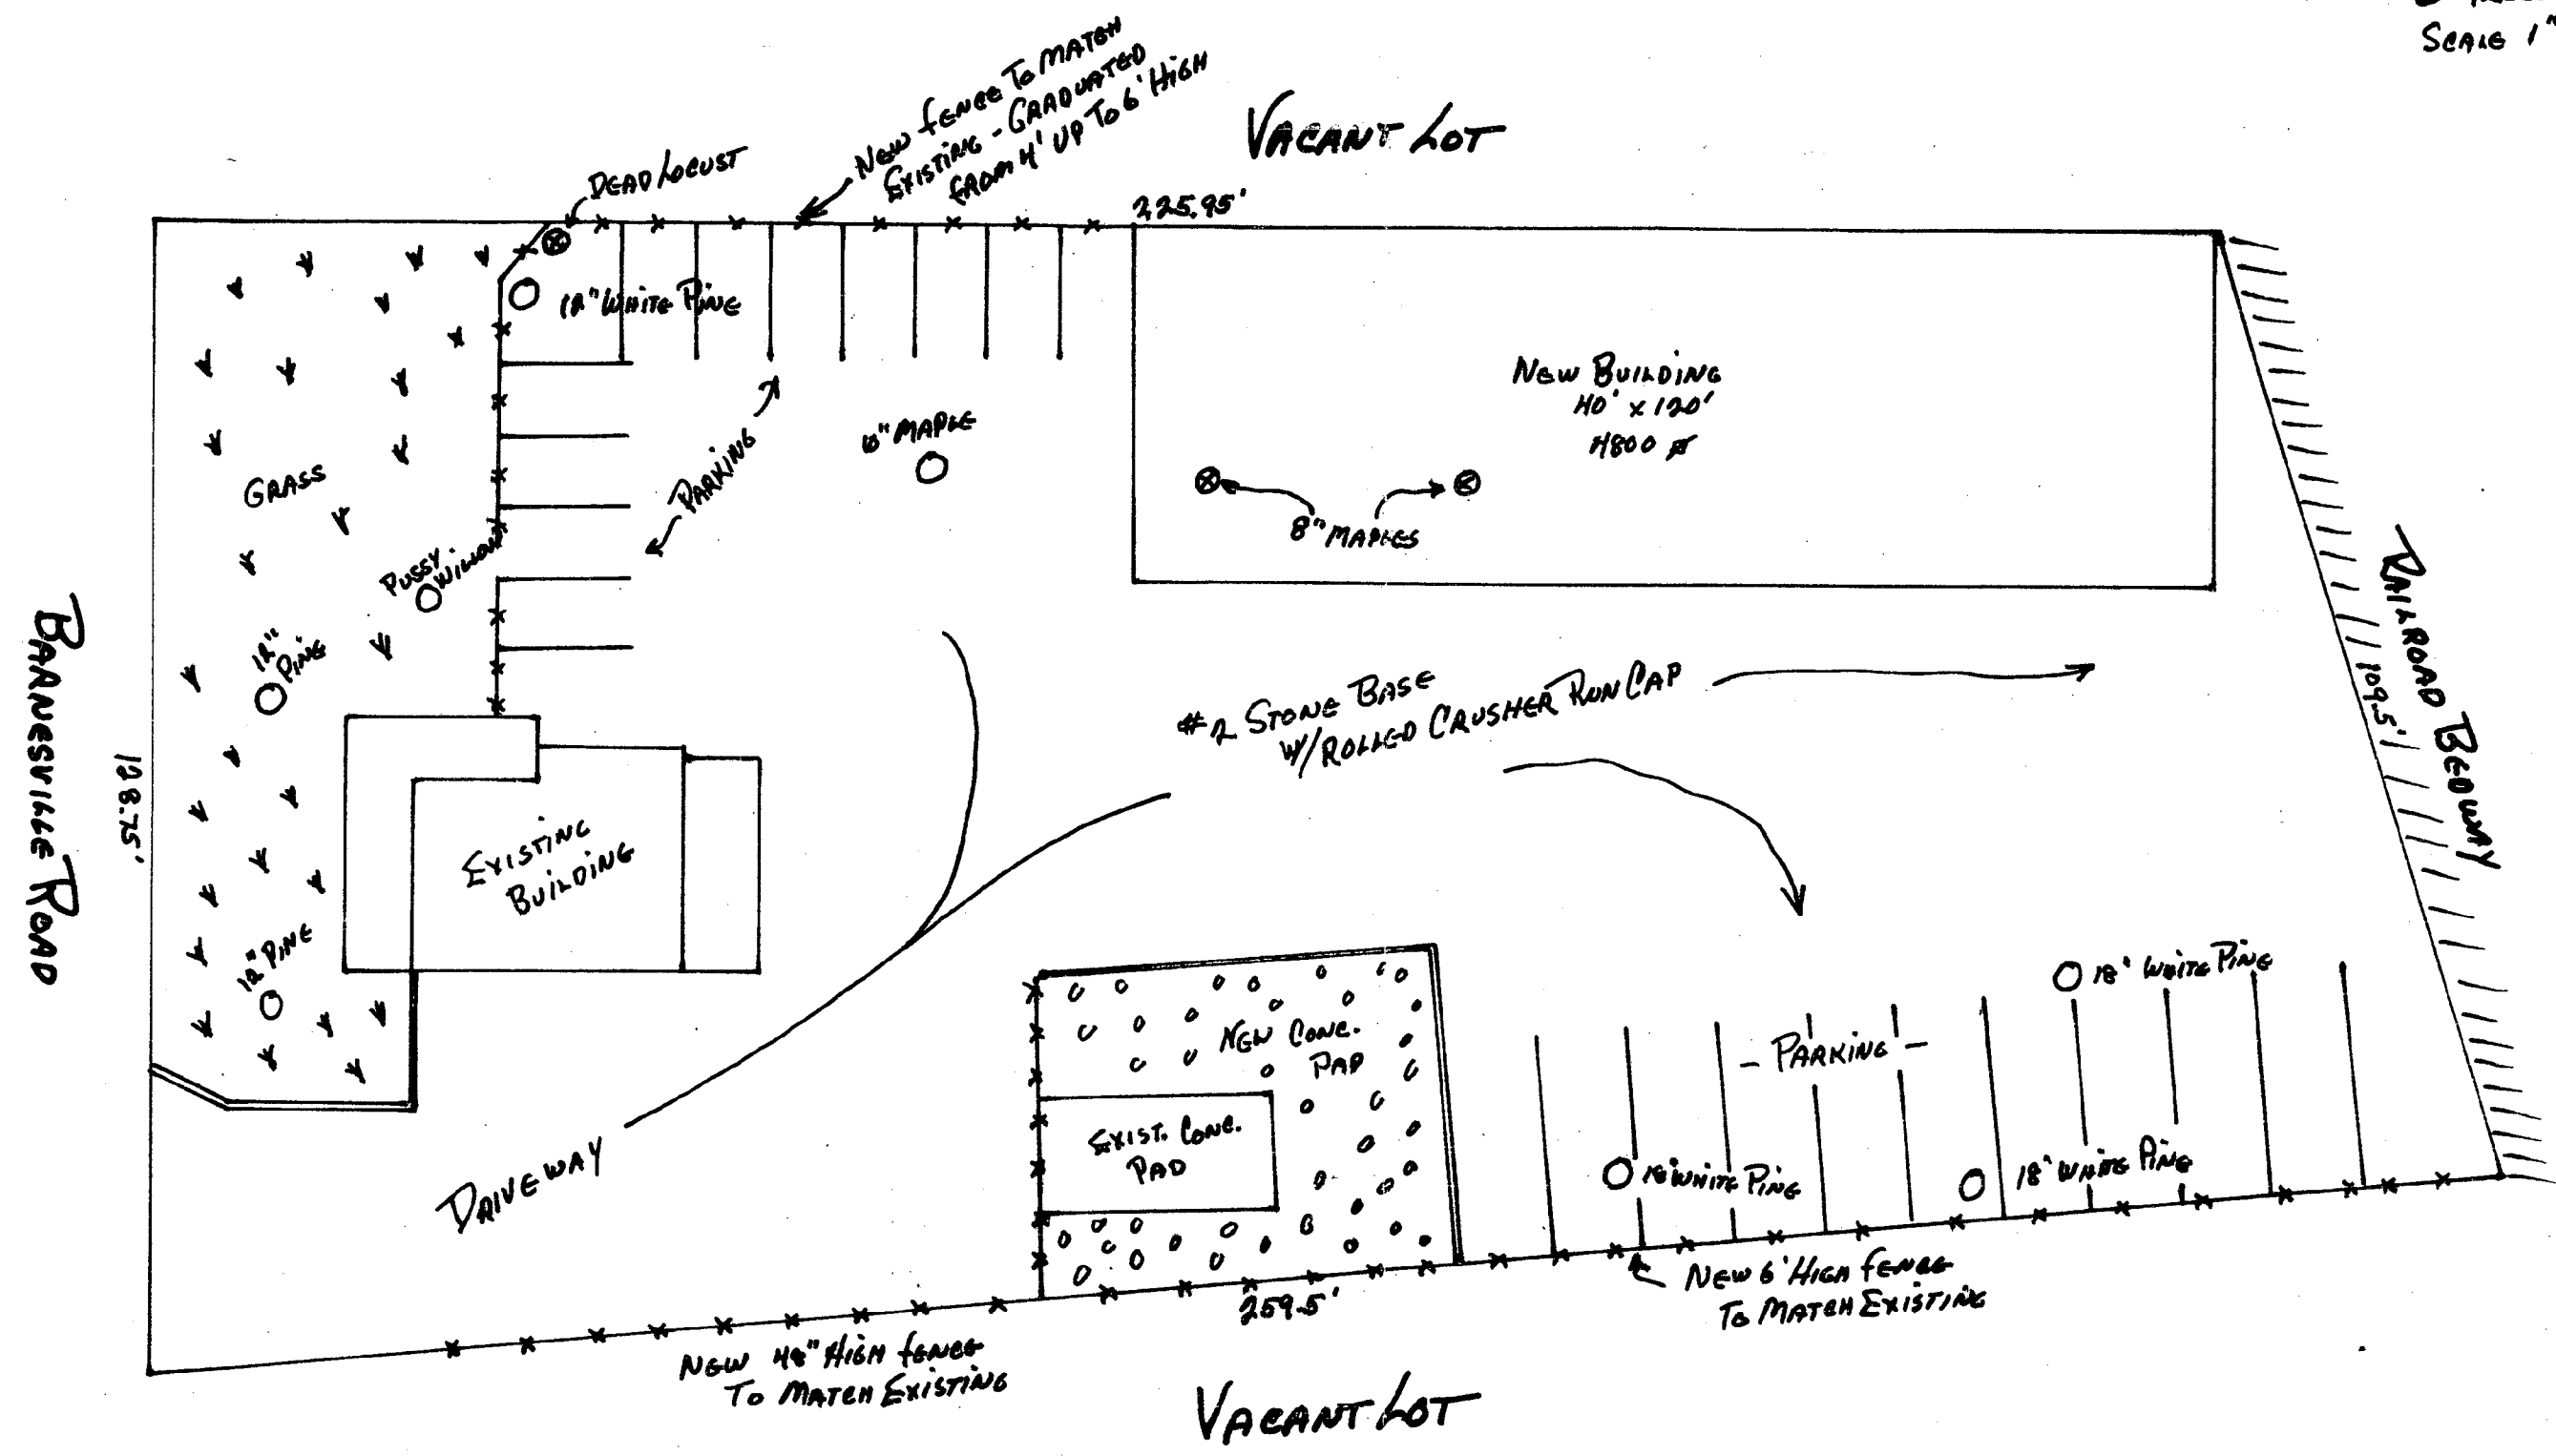 SCALE 1"
NEW FENCE TO MATCH
EXISTING - GRADUATED
FROM 4' UP TO 6' HIGH
VACANT LOT
DEAD LOCUST
225.95'
12" WHITE PINE
NEW BUILDING
40' x 120'
4800
MAPLE
PARKING
GRASS
8" MAPLES
PUSSY
WILLOW
12"
PINE
RAILROAD BEDWAY
109.5'
#2 STONE BASE
W/ROLLED CRUSHER RUN CAP
BARNESVILLE ROAD
128.75'
EXISTING
BUILDING
12" PINE
18" WHITE PINE
NEW CONC.
PAD
- PARKING -
EXIST. CONC.
PAD
DRIVEWAY
18" WHITE PINE
18" WHITE PINE
259.5'
NEW 6' HIGH FENCE
TO MATCH EXISTING
NEW 48" HIGH FENCE
TO MATCH EXISTING
VACANT LOT